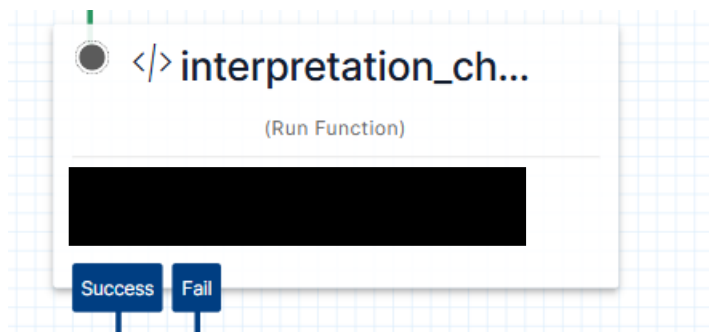 </> interpretation_ch...
(Run Function)
Success Fail